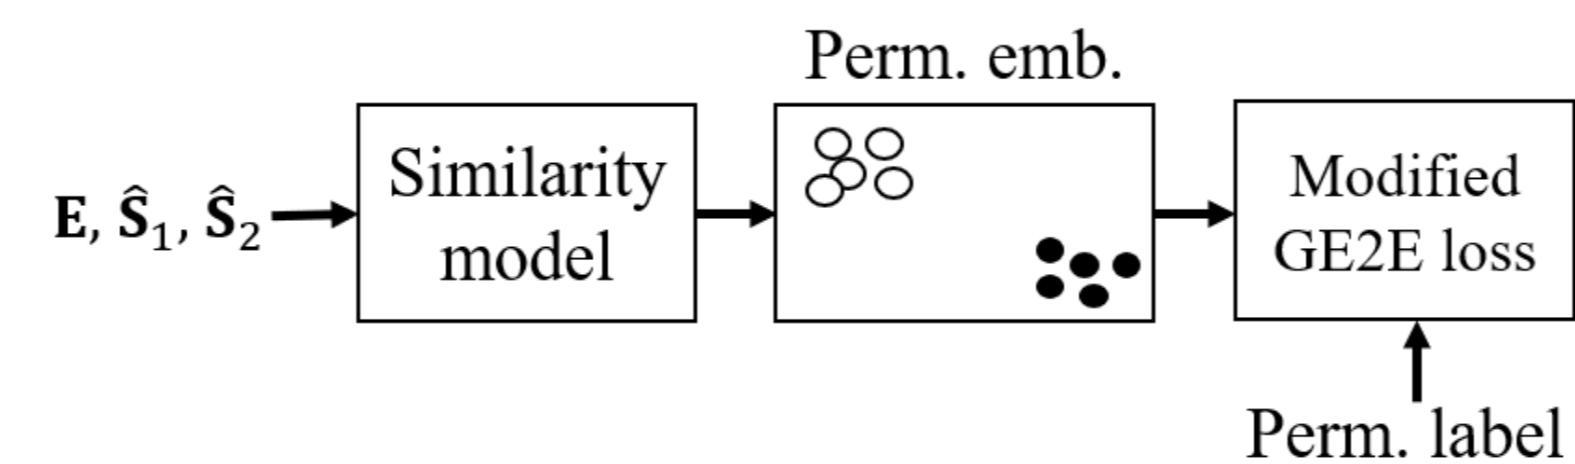 Perm. emb.
𝐄, 𝐒̂₁, 𝐒̂₂
Similarity
model
Modified
GE2E loss
Perm. label